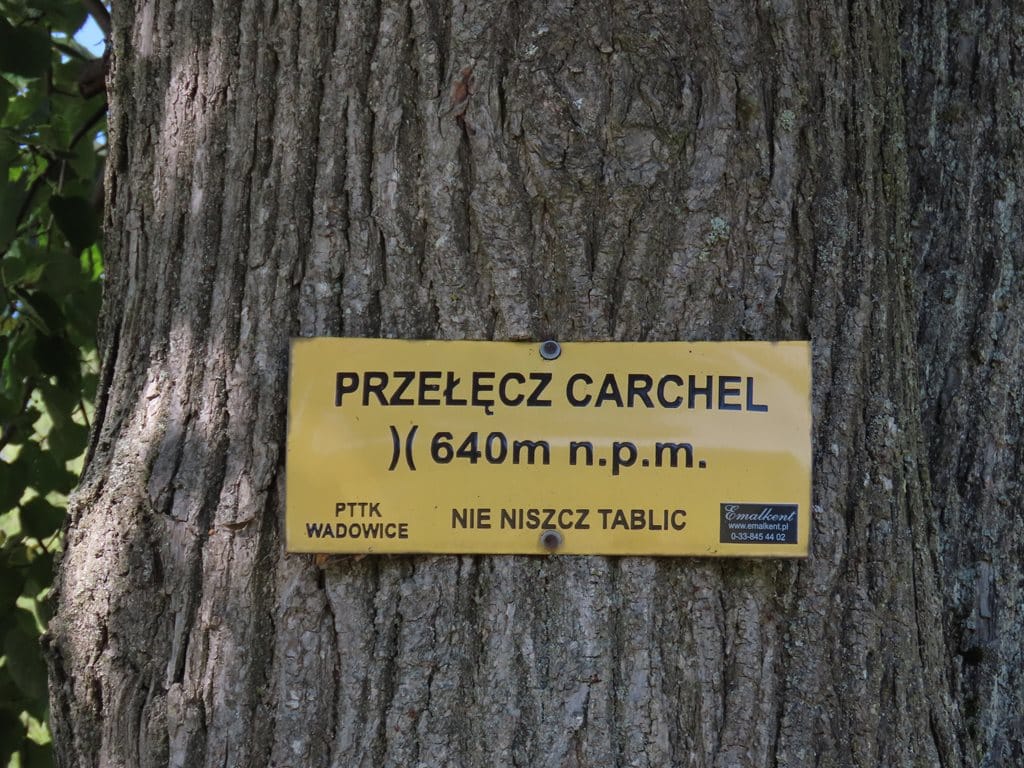 PRZEŁĘCZ CARCHEL
)( 640m n.p.m.
PTTK
WADOWICE
NIE NISZCZ TABLIC
Emalkent
www.emalkent.pl
0-33-845 44 02